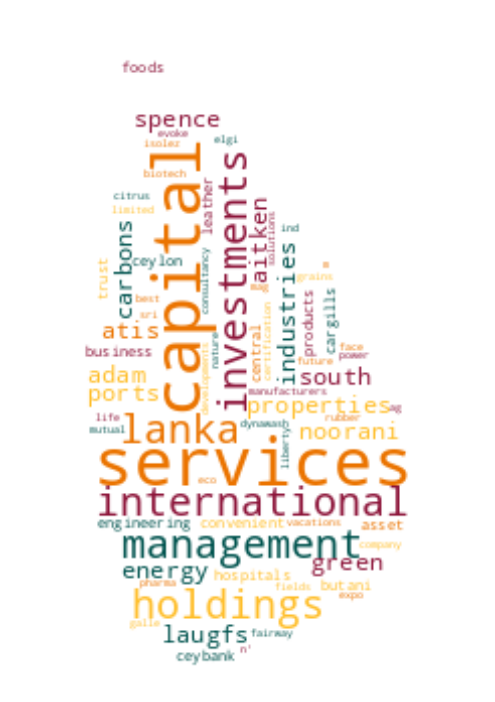 foods
spence
evoke
isolez
elgi
capital
investments
biotech
leather
citrus
limited
aitken
solutions
carbons
ind
ceylon
consultancy
industries
trust
m
grains
mag
best
products
cargills
sri
certification
atis
central
nature
business
developments
face
power
future
adam
south
ports
manufacturers
properties
ag
life
rubber
mutual
lanka
dynawash
noorani
liberty
services
eco
international
engineering
convenient
vacations
asset
management
company
green
energy
hospitals
pharma
fields
butani
expo
holdings
galle
laugfs
fairway
n'
ceybank